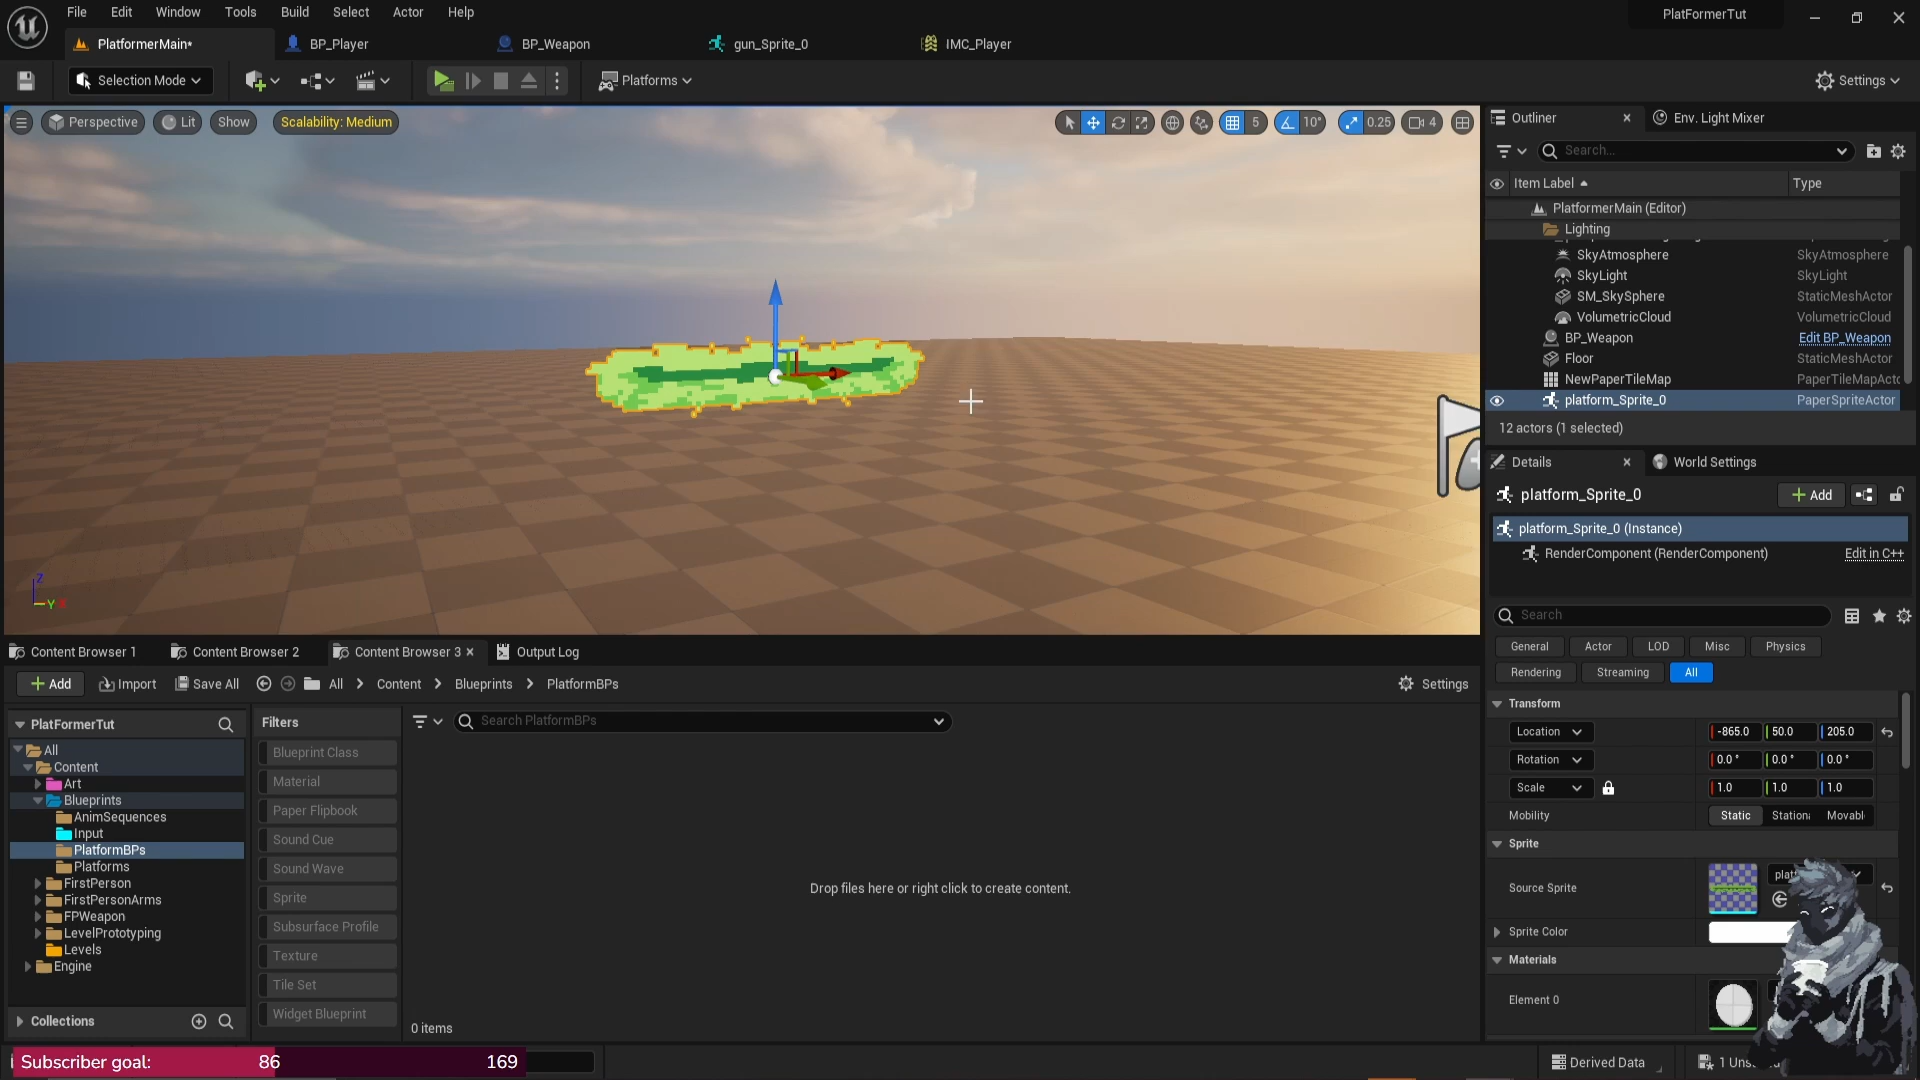 File Edit Window Tools Build Select Actor Help
PlatFormerTut
PlatformerMain* BP_Player BP_Weapon gun_Sprite_0 IMC_Player
Selection Mode Platforms Settings
Perspective Lit Show Scalability: Medium 5 10° 0.25 4
Z
Y X
Outliner Env. Light Mixer
Search...
Item Label Type
PlatformerMain (Editor)
Lighting
SkyAtmosphere SkyAtmosphere
SkyLight SkyLight
SM_SkySphere StaticMeshActor
VolumetricCloud VolumetricCloud
BP_Weapon Edit BP_Weapon
Floor StaticMeshActor
NewPaperTileMap PaperTileMapActo
platform_Sprite_0 PaperSpriteActor
12 actors (1 selected)
Details World Settings
platform_Sprite_0 Add
platform_Sprite_0 (Instance)
RenderComponent (RenderComponent) Edit in C++
Search
General Actor LOD Misc Physics
Rendering Streaming All
Transform
Location -865.0 50.0 205.0
Rotation 0.0 ° 0.0 ° 0.0 °
Scale 1.0 1.0 1.0
Mobility Static Station Movabl
Sprite
Source Sprite
Sprite Color
Materials
Element 0
Content Browser 1 Content Browser 2 Content Browser 3 Output Log
Add Import Save All All Content Blueprints PlatformBPs Settings
PlatFormerTut
All
Content
Art
Blueprints
AnimSequences
Input
PlatformBPs
Platforms
FirstPerson
FirstPersonArms
FPWeapon
LevelPrototyping
Levels
Engine
Collections
Filters
Blueprint Class
Material
Paper Flipbook
Sound Cue
Sound Wave
Sprite
Subsurface Profile
Texture
Tile Set
Widget Blueprint
Search PlatformBPs
Drop files here or right click to create content.
0 items
Subscriber goal: 86 169
Derived Data 1 Uns